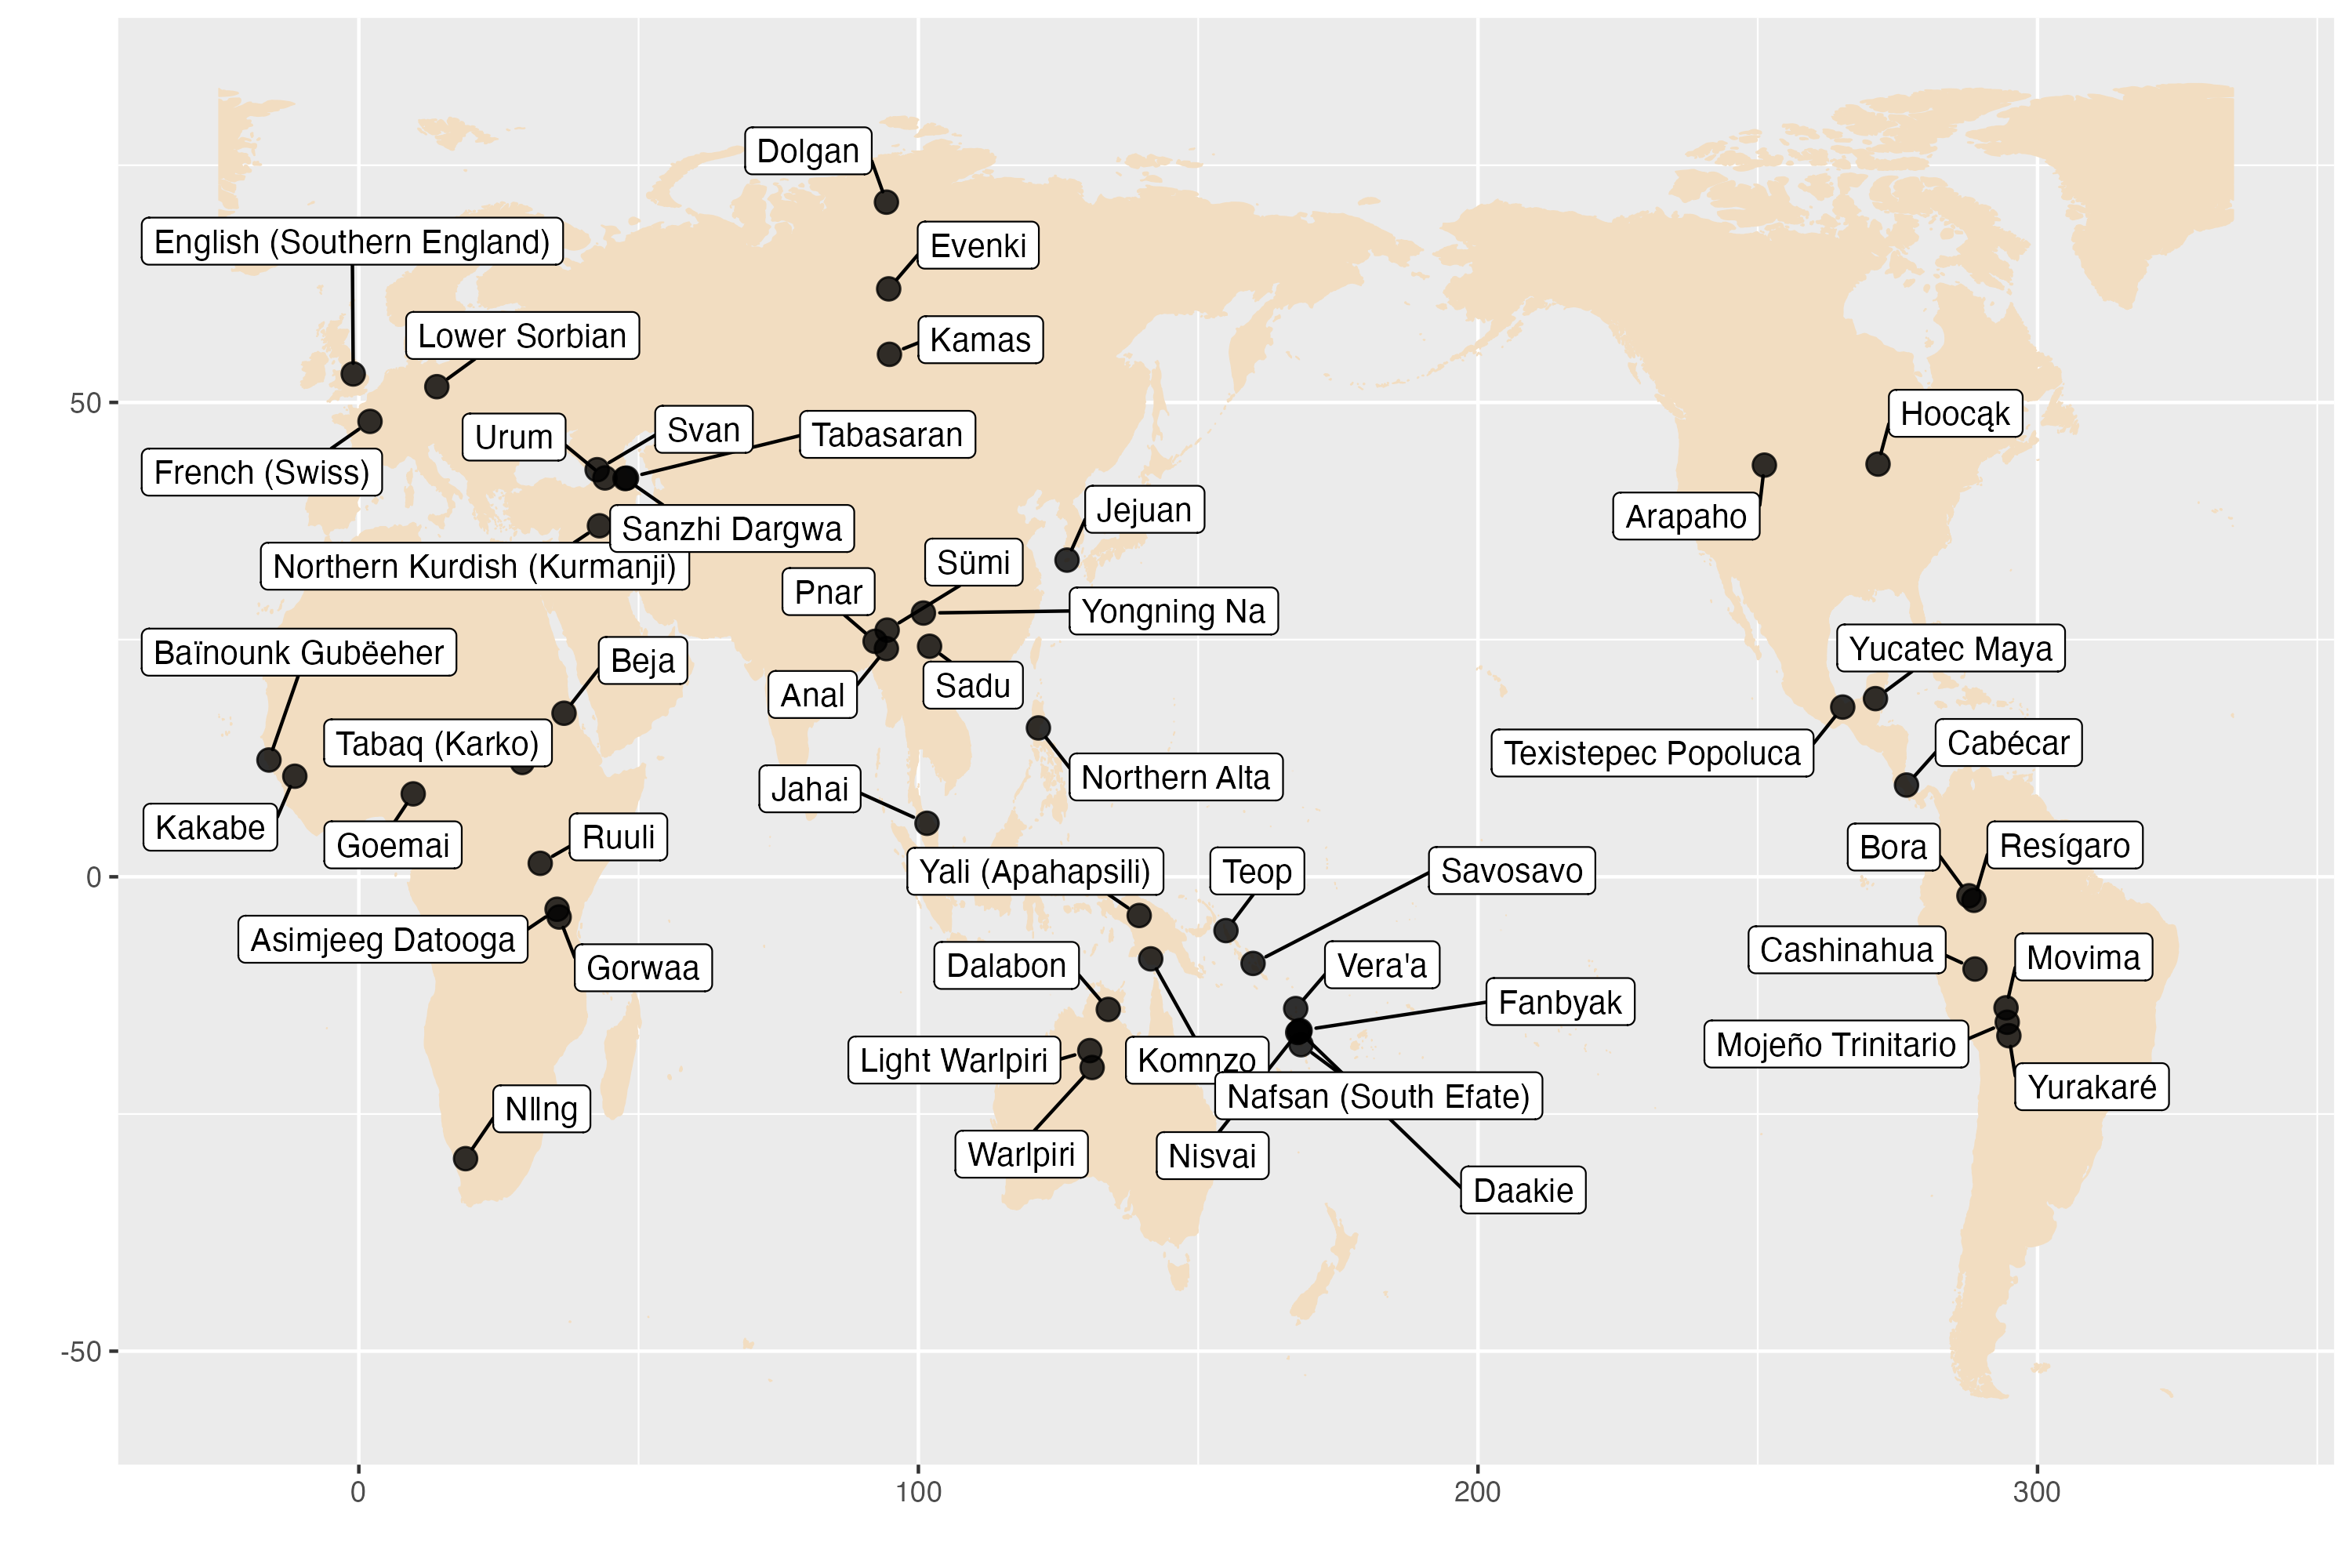 Dolgan
English (Southern England)
Evenki
Lower Sorbian
Kamas
50
Urum
Svan
Tabasaran
Hoocąk
French (Swiss)
Jejuan
Arapaho
Sanzhi Dargwa
Northern Kurdish (Kurmanji)
Sümi
Pnar
Yongning Na
Baïnounk Gubëeher
Beja
Yucatec Maya
Anal
Sadu
Tabaq (Karko)
Texistepec Popoluca
Cabécar
Northern Alta
Jahai
Kakabe
Goemai
Ruuli
Bora
Resígaro
0
Yali (Apahapsili)
Teop
Savosavo
Asimjeeg Datooga
Gorwaa
Dalabon
Vera'a
Cashinahua
Movima
Fanbyak
Light Warlpiri
Komnzo
Mojeño Trinitario
Nafsan (South Efate)
Yurakaré
Nǁng
Warlpiri
Nisvai
Daakie
-50
0
100
200
300